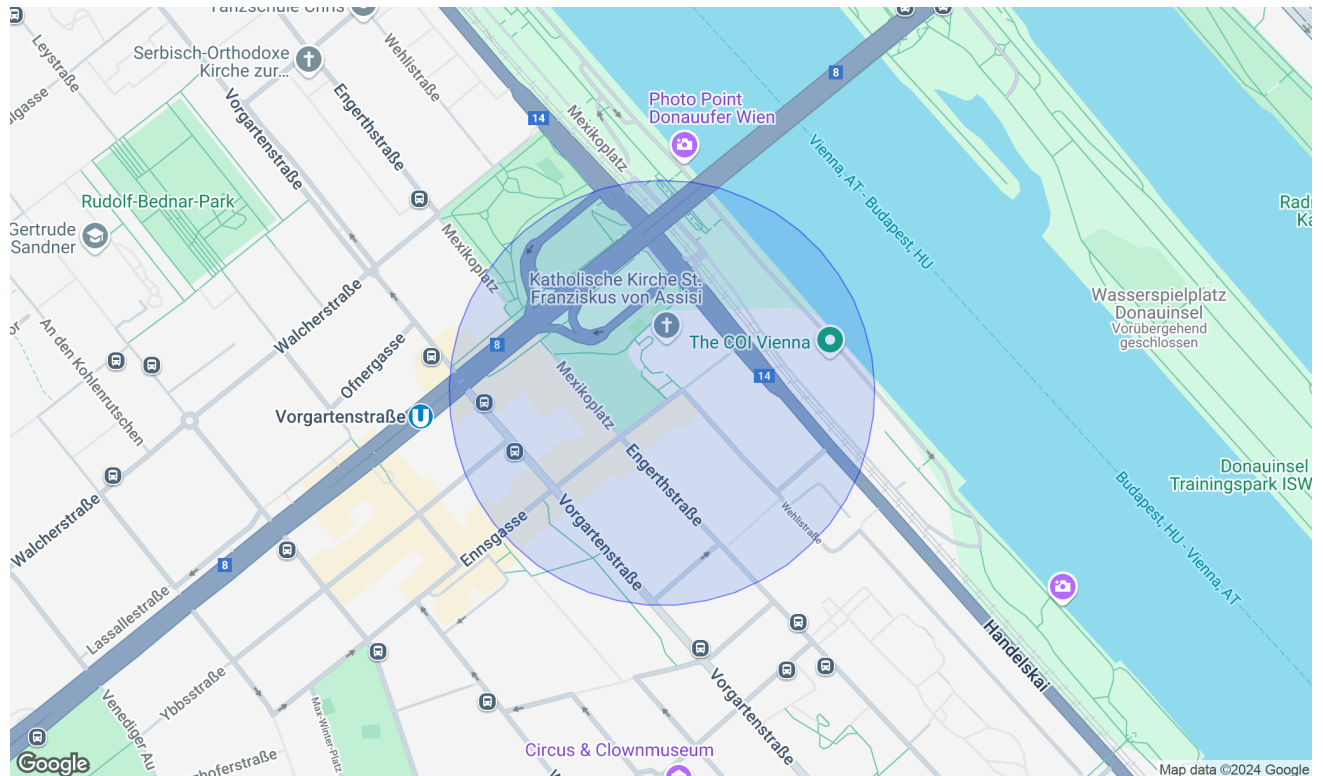 Tanzschule Chris
Leystraße
Serbisch-Orthodoxe
Kirche zur...
Wehlistraße
Engerthstraße
Vorgartenstraße
8
14
Photo Point
Donauufer Wien
Mexikoplatz
Vienna, AT - Budapest, HU
Rudolf-Bednar-Park
Gertrude
Sandner
Mexikoplatz
Katholische Kirche St.
Franziskus von Assisi
Walcherstraße
An den Kohlenrutschen
Ofnergasse
8
The COI Vienna
14
Wasserspielplatz
Donauinsel
Vorübergehend
geschlossen
Vorgartenstraße
U
Mexikoplatz
Engerthstraße
Donauinsel
Trainingspark ISW
Budapest, HU - Vienna, AT
Walcherstraße
Ennsgasse
Vorgartenstraße
Wehlistraße
8
Lassallestraße
Handelskai
Ybbsstraße
Venediger Au
Max-Winter-Platz
Vorgartenstraße
Circus & Clownmuseum
Google
Map data ©2024 Google